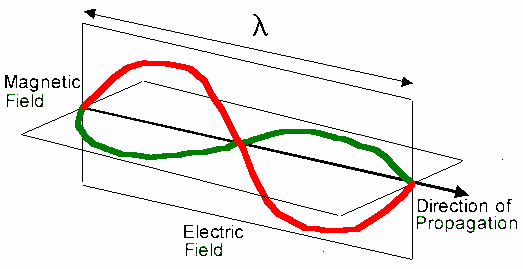 λ
Magnetic
Field
Direction of
Propagation
Electric
Field